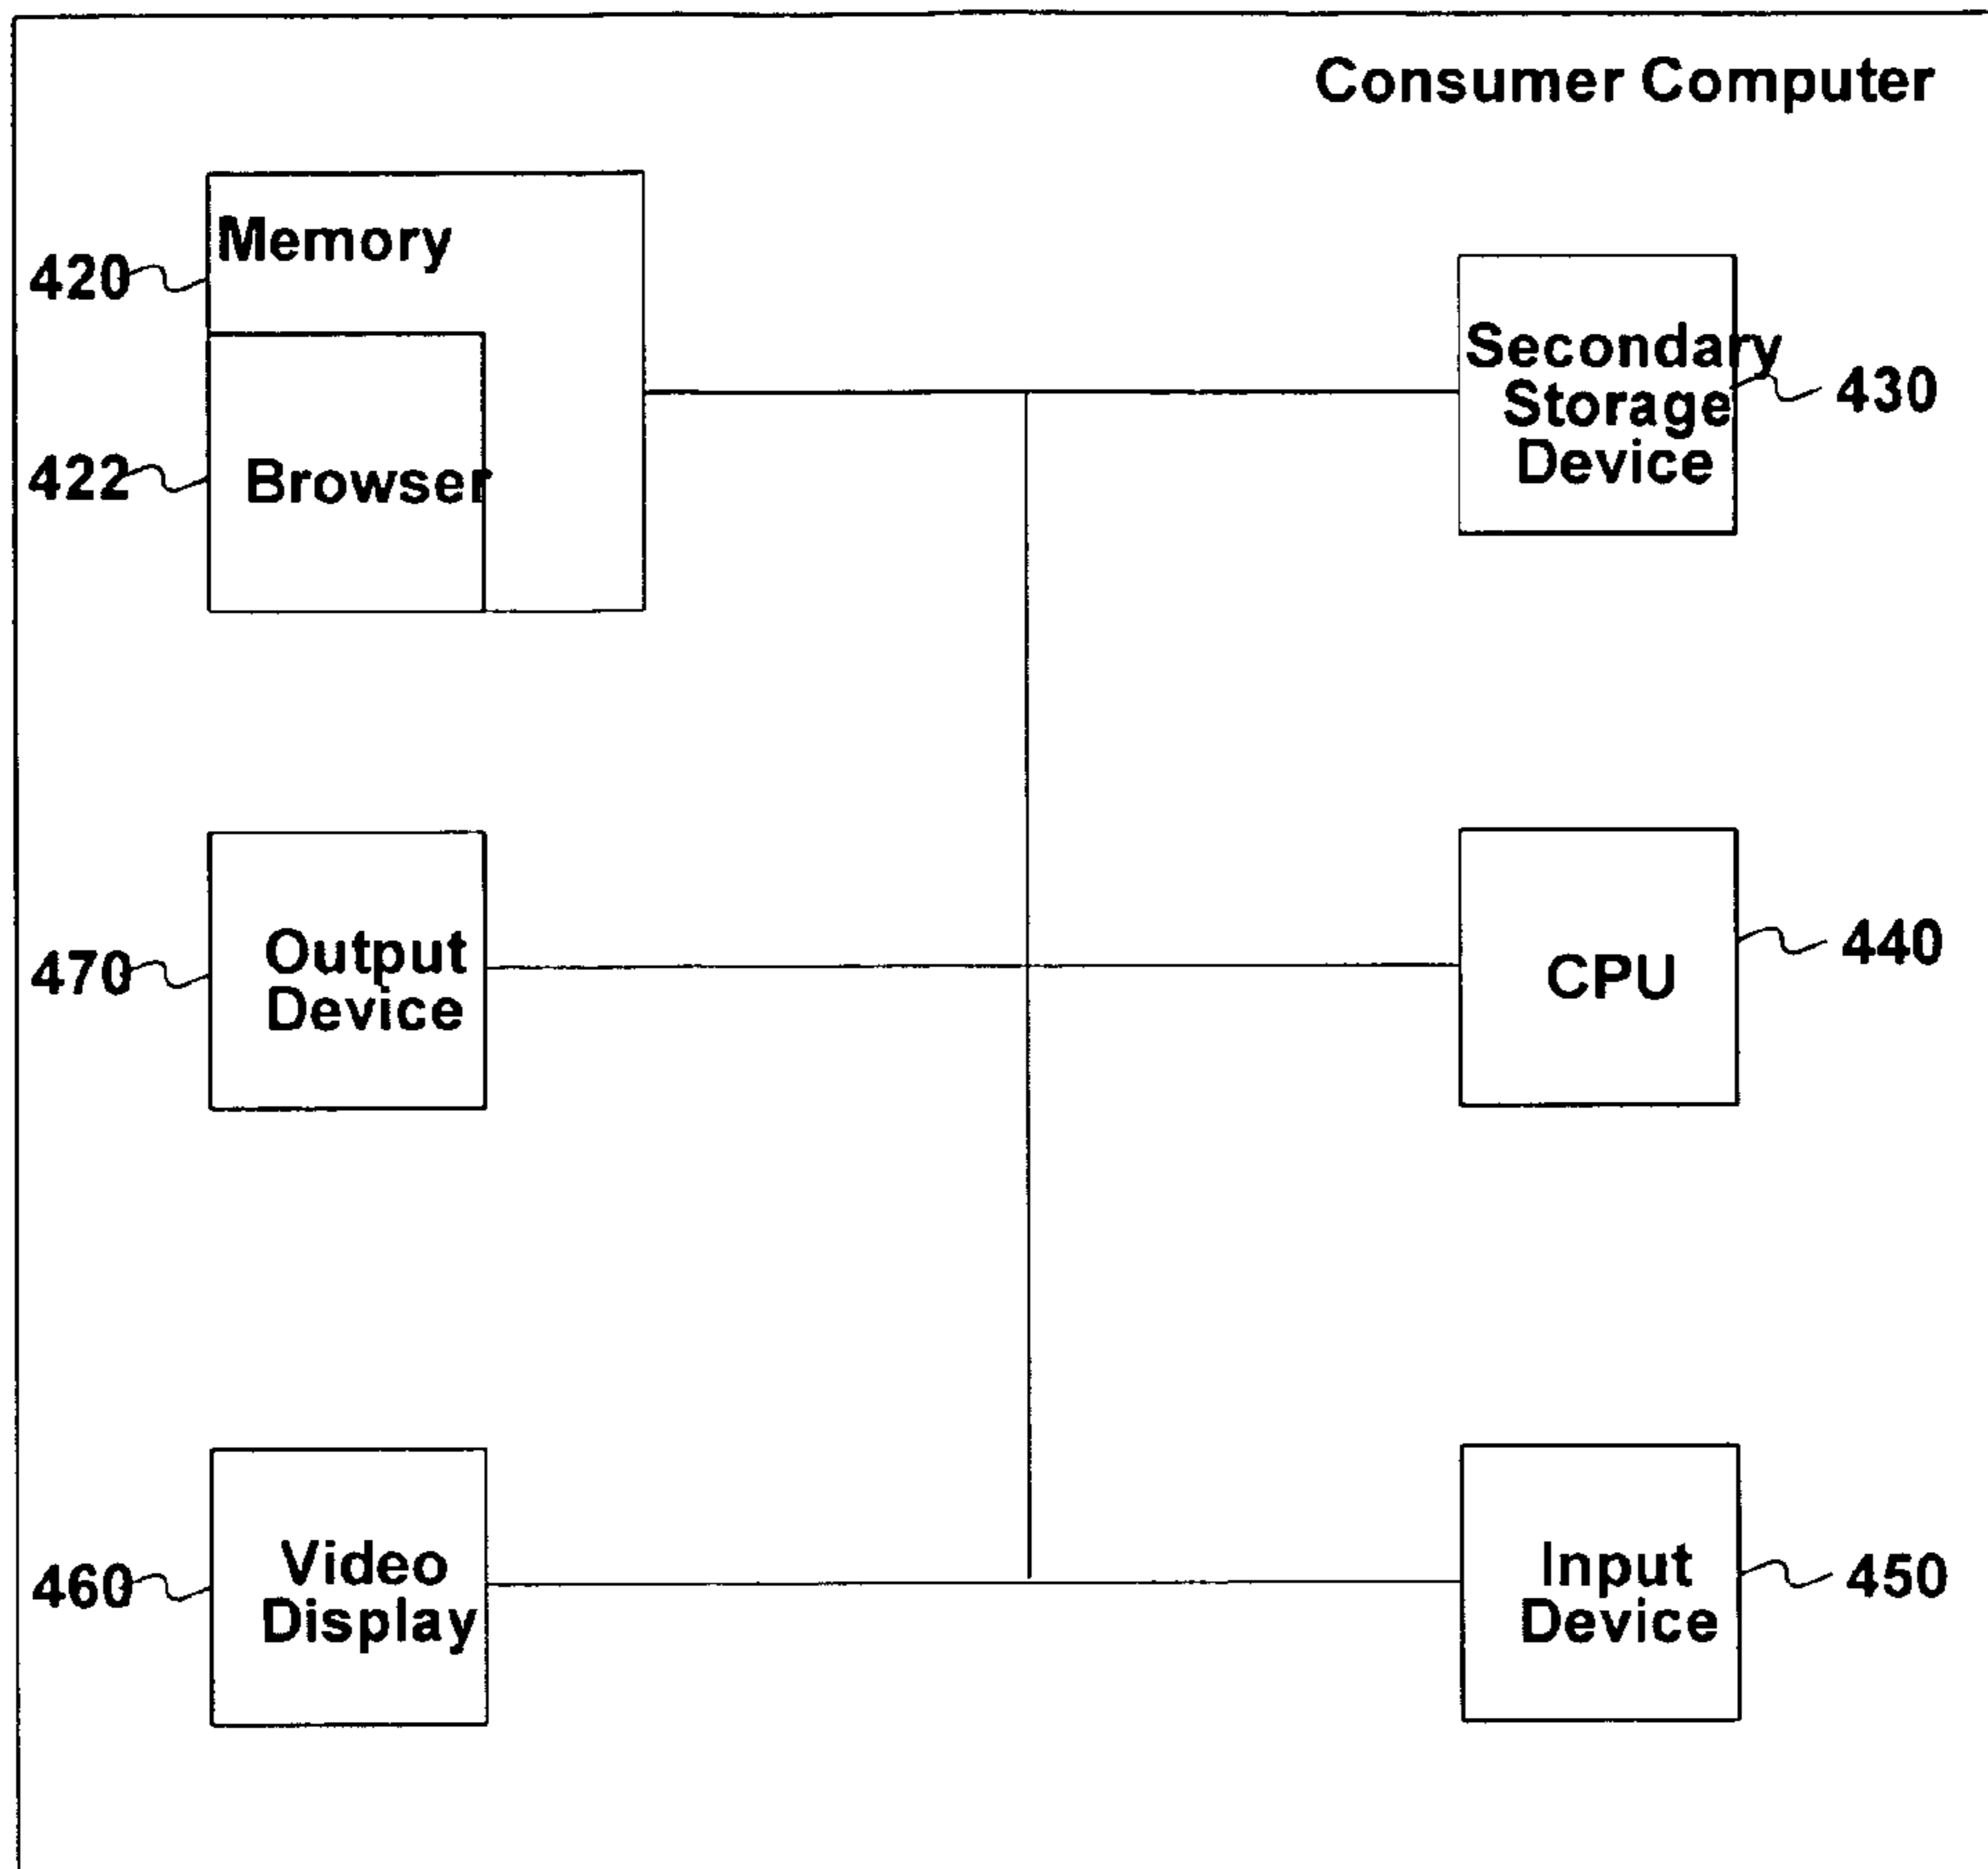 Consumer Computer
Memory
420
Secondary
Storage
Device
430
422
Browser
Output
Device
470
CPU
440
Video
Display
460
Input
Device
450